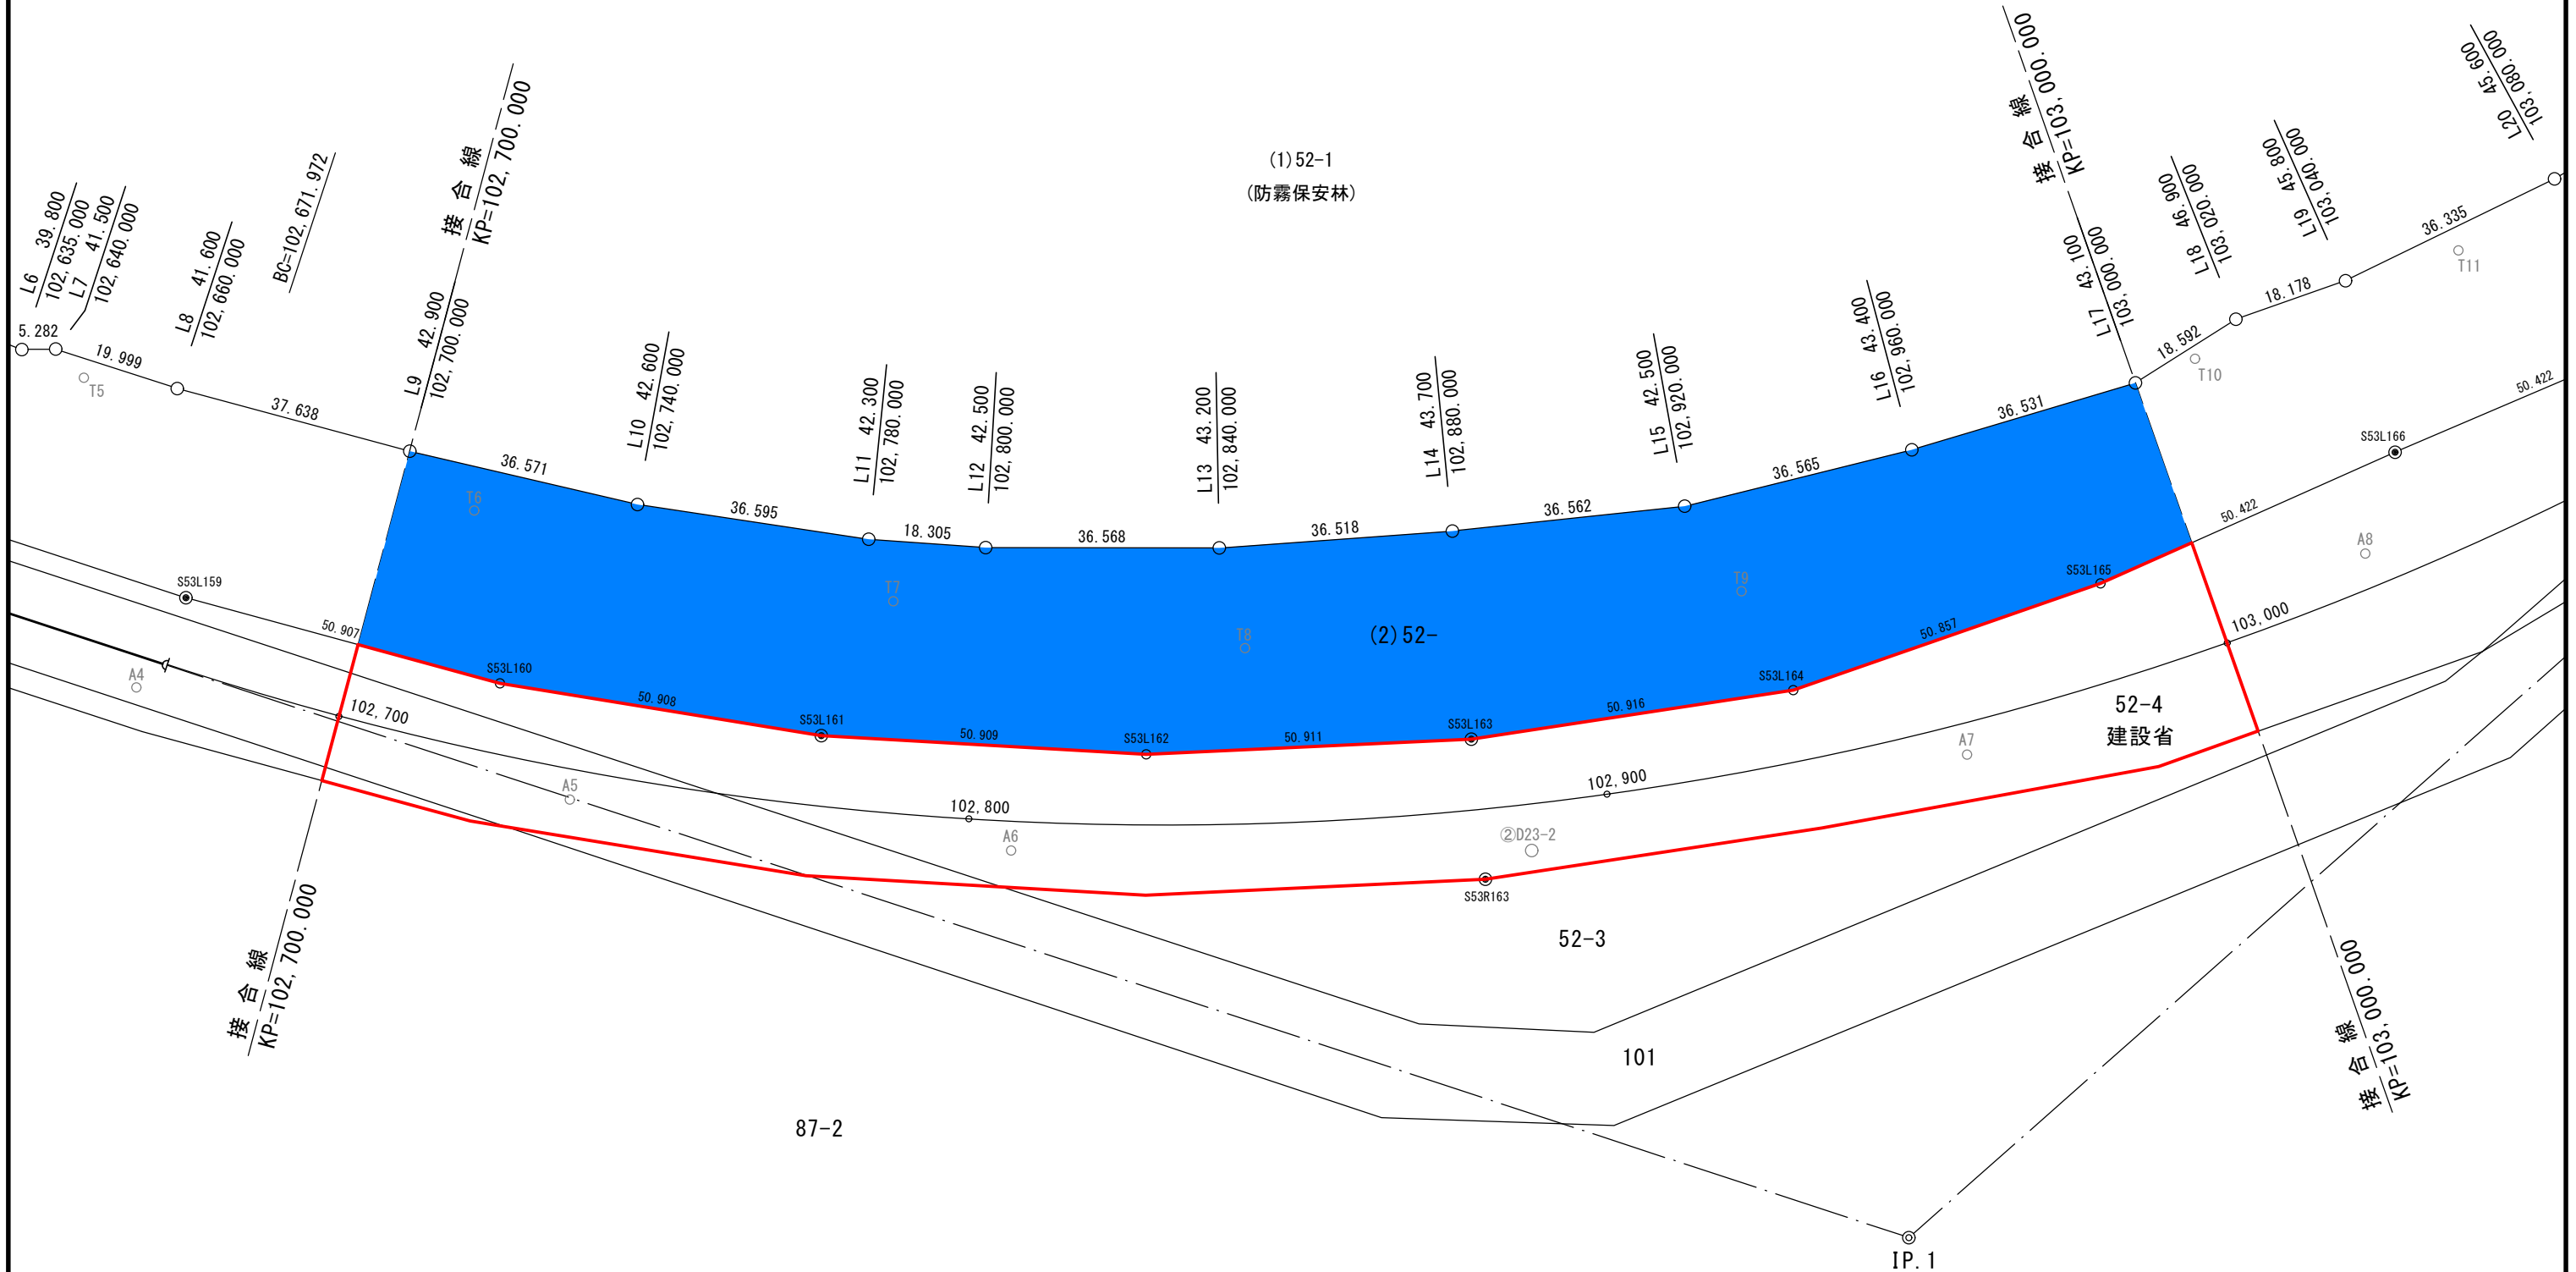 (1)52-1
(防霧保安林)
L6 39.800
102,635.000
L7 41.500
102,640.000
L8 41.600
102,660.000
BC=102,671.972
接合線
KP=102,700.000
L9 42.900
102,700.000
L10 42.600
102,740.000
L11 42.300
102,780.000
L12 42.500
102,800.000
L13 43.200
102,840.000
L14 43.700
102,880.000
L15 42.500
102,920.000
L16 43.400
102,960.000
接合線
KP=103,000.000
L17 43.100
103,000.000
L18 46.900
103,020.000
L19 45.800
103,040.000
L20 45.600
103,080.000
5.282
19.999
37.638
36.571
36.595
18.305
36.568
36.518
36.562
36.565
36.531
18.592
18.178
36.335
T5
T6
T7
T8
T9
T10
T11
S53L159
50.907
S53L160
50.908
S53L161
50.909
S53L162
50.911
S53L163
50.916
S53L164
50.857
S53L165
50.422
S53L166
50.422
(2)52-
A4
102,700
A5
102,800
A6
102,900
②D23-2
A7
103,000
A8
52-4
建設省
S53R163
52-3
101
87-2
接合線
KP=102,700.000
接合線
KP=103,000.000
IP.1